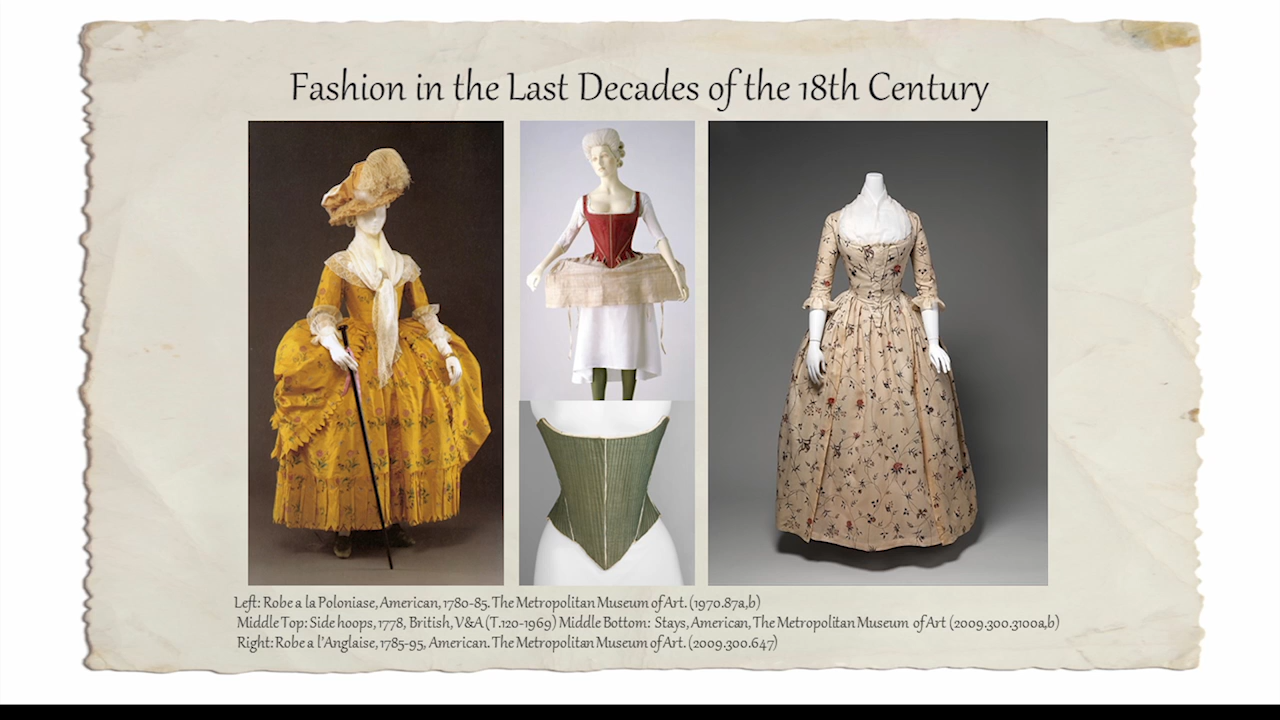 Fashion in the Last Decades of the 18th Century
Left: Robe a la Poloniase, American, 1780-85. The Metropolitan Museum of Art. (1970.87a,b)
Middle Top: Side hoops, 1778, British, V&A (T.120-1969) Middle Bottom: Stays, American, The Metropolitan Museum of Art (2009.300.3100a,b)
Right: Robe a l'Anglaise, 1785-95, American. The Metropolitan Museum of Art. (2009.300.647)